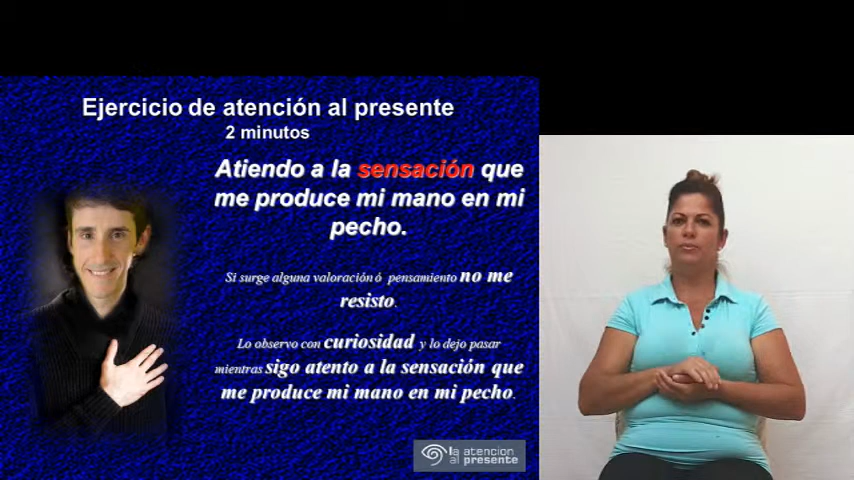 Ejercicio de atención al presente
2 minutos
Atiendo a la sensación que
me produce mi mano en mi
pecho.
Si surge alguna valoración ó pensamiento no me
resisto.
Lo observo con curiosidad y lo dejo pasar
mientras sigo atento a la sensación que
me produce mi mano en mi pecho.
la atencion
al presente